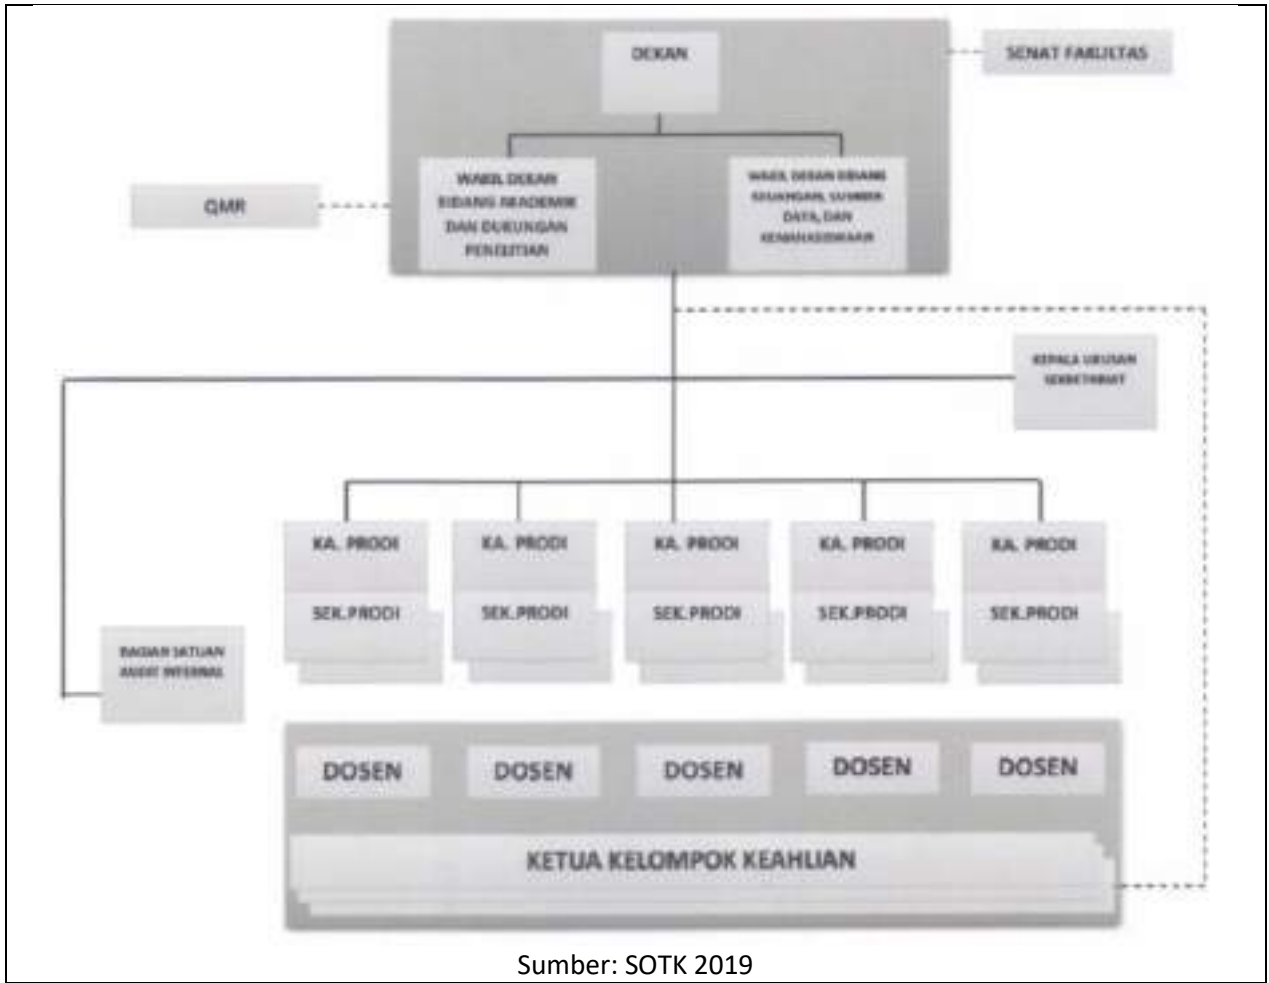 DEKAN
SENAT FAKULTAS
WAKIL DEKAN
BIDANG AKADEMIK
DAN DUKUNGAN
PENELITIAN
WAKIL DEKAN BIDANG
KEUANGAN, SUMBER
DAYA, DAN
KEMAHASISWAAN
QMR
KEPALA URUSAN
SEKRETARIAT
KA. PRODI
KA. PRODI
KA. PRODI
KA. PRODI
KA. PRODI
SEK.PRODI
SEK.PRODI
SEK.PRODI
SEK.PRODI
SEK.PRODI
BAGIAN SATUAN
AUDIT INTERNAL
DOSEN
DOSEN
DOSEN
DOSEN
DOSEN
KETUA KELOMPOK KEAHLIAN
Sumber: SOTK 2019